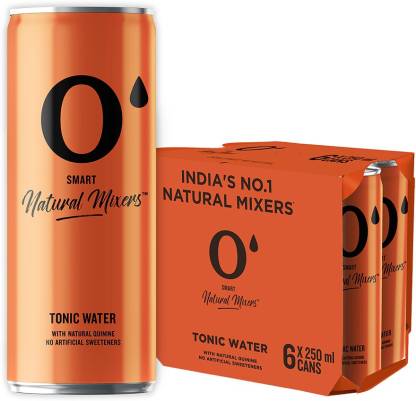 O
SMART
Natural Mixers™
TONIC WATER
WITH NATURAL QUININE
NO ARTIFICIAL SWEETENERS
INDIA'S NO.1
NATURAL MIXERS
O
SMART
Natural Mixers™
TONIC WATER
WITH NATURAL QUININE
NO ARTIFICIAL SWEETENERS
6 X 250 ml
CANS